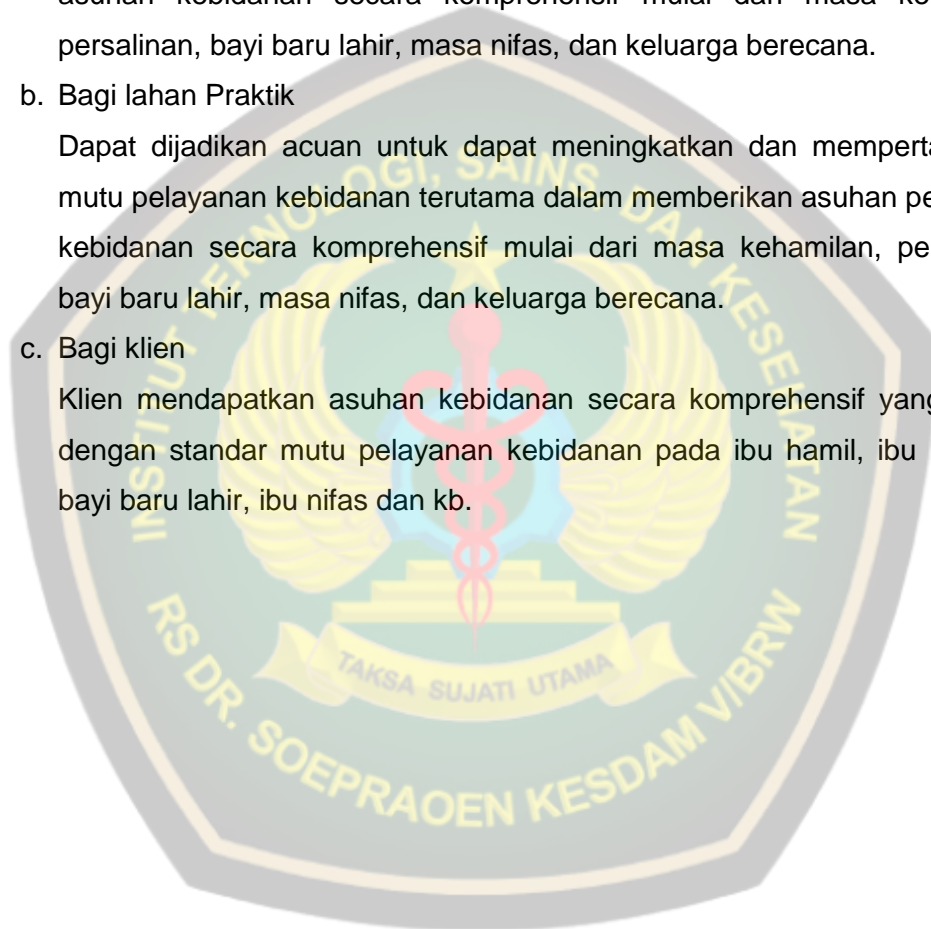 asuhan kebidanan secara komprehensif mulai dari masa ke
persalinan, bayi baru lahir, masa nifas, dan keluarga berecana.
b. Bagi lahan Praktik
Dapat dijadikan acuan untuk dapat meningkatkan dan memperta
mutu pelayanan kebidanan terutama dalam memberikan asuhan pe
kebidanan secara komprehensif mulai dari masa kehamilan, pe
bayi baru lahir, masa nifas, dan keluarga berecana.
c. Bagi klien
Klien mendapatkan asuhan kebidanan secara komprehensif yang
dengan standar mutu pelayanan kebidanan pada ibu hamil, ibu
bayi baru lahir, ibu nifas dan kb.
INSTITUT TEKNOLOGI, SAINS, DAN KESEHATAN
TAKSA SUJATI UTAMA
RS DR. SOEPRAOEN KESDAM V/BRW